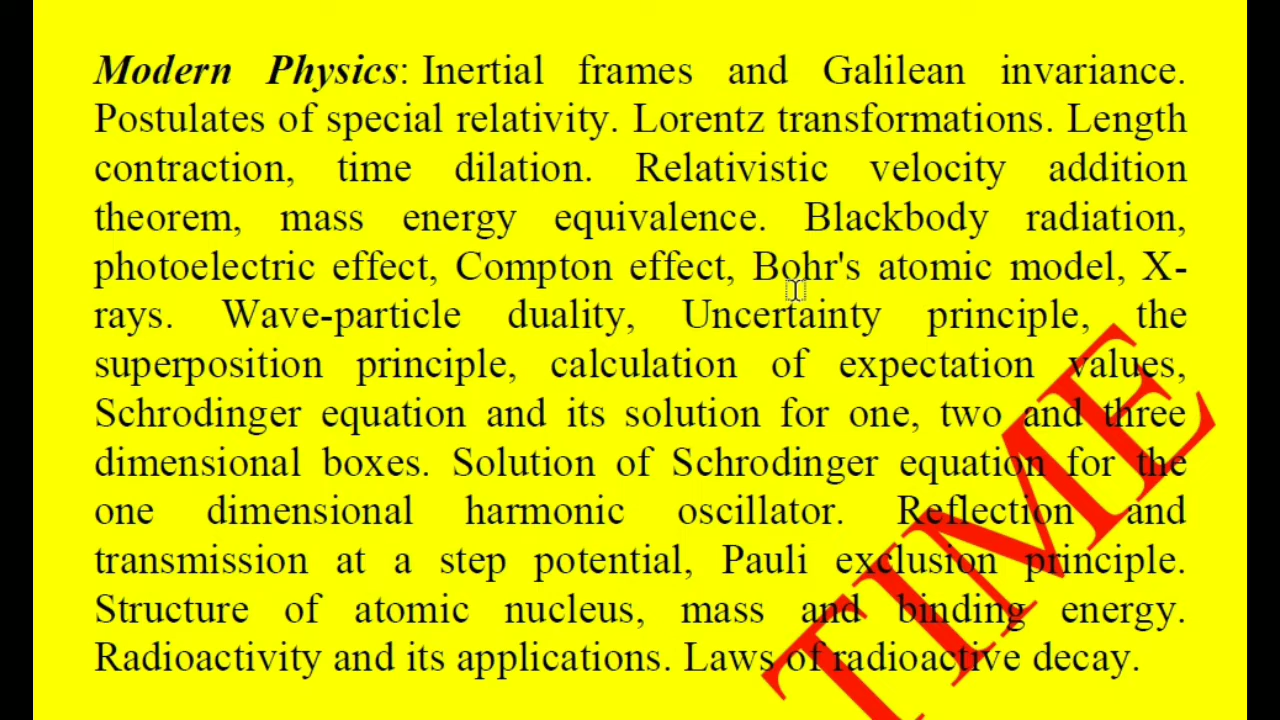 Modern Physics: Inertial frames and Galilean invariance.
Postulates of special relativity. Lorentz transformations. Length
contraction, time dilation. Relativistic velocity addition
theorem, mass energy equivalence. Blackbody radiation,
photoelectric effect, Compton effect, Bohr's atomic model, X-
rays. Wave-particle duality, Uncertainty principle, the
superposition principle, calculation of expectation values,
Schrodinger equation and its solution for one, two and three
dimensional boxes. Solution of Schrodinger equation for the
one dimensional harmonic oscillator. Reflection and
transmission at a step potential, Pauli exclusion principle.
Structure of atomic nucleus, mass and binding energy.
Radioactivity and its applications. Laws of radioactive decay.
TIME